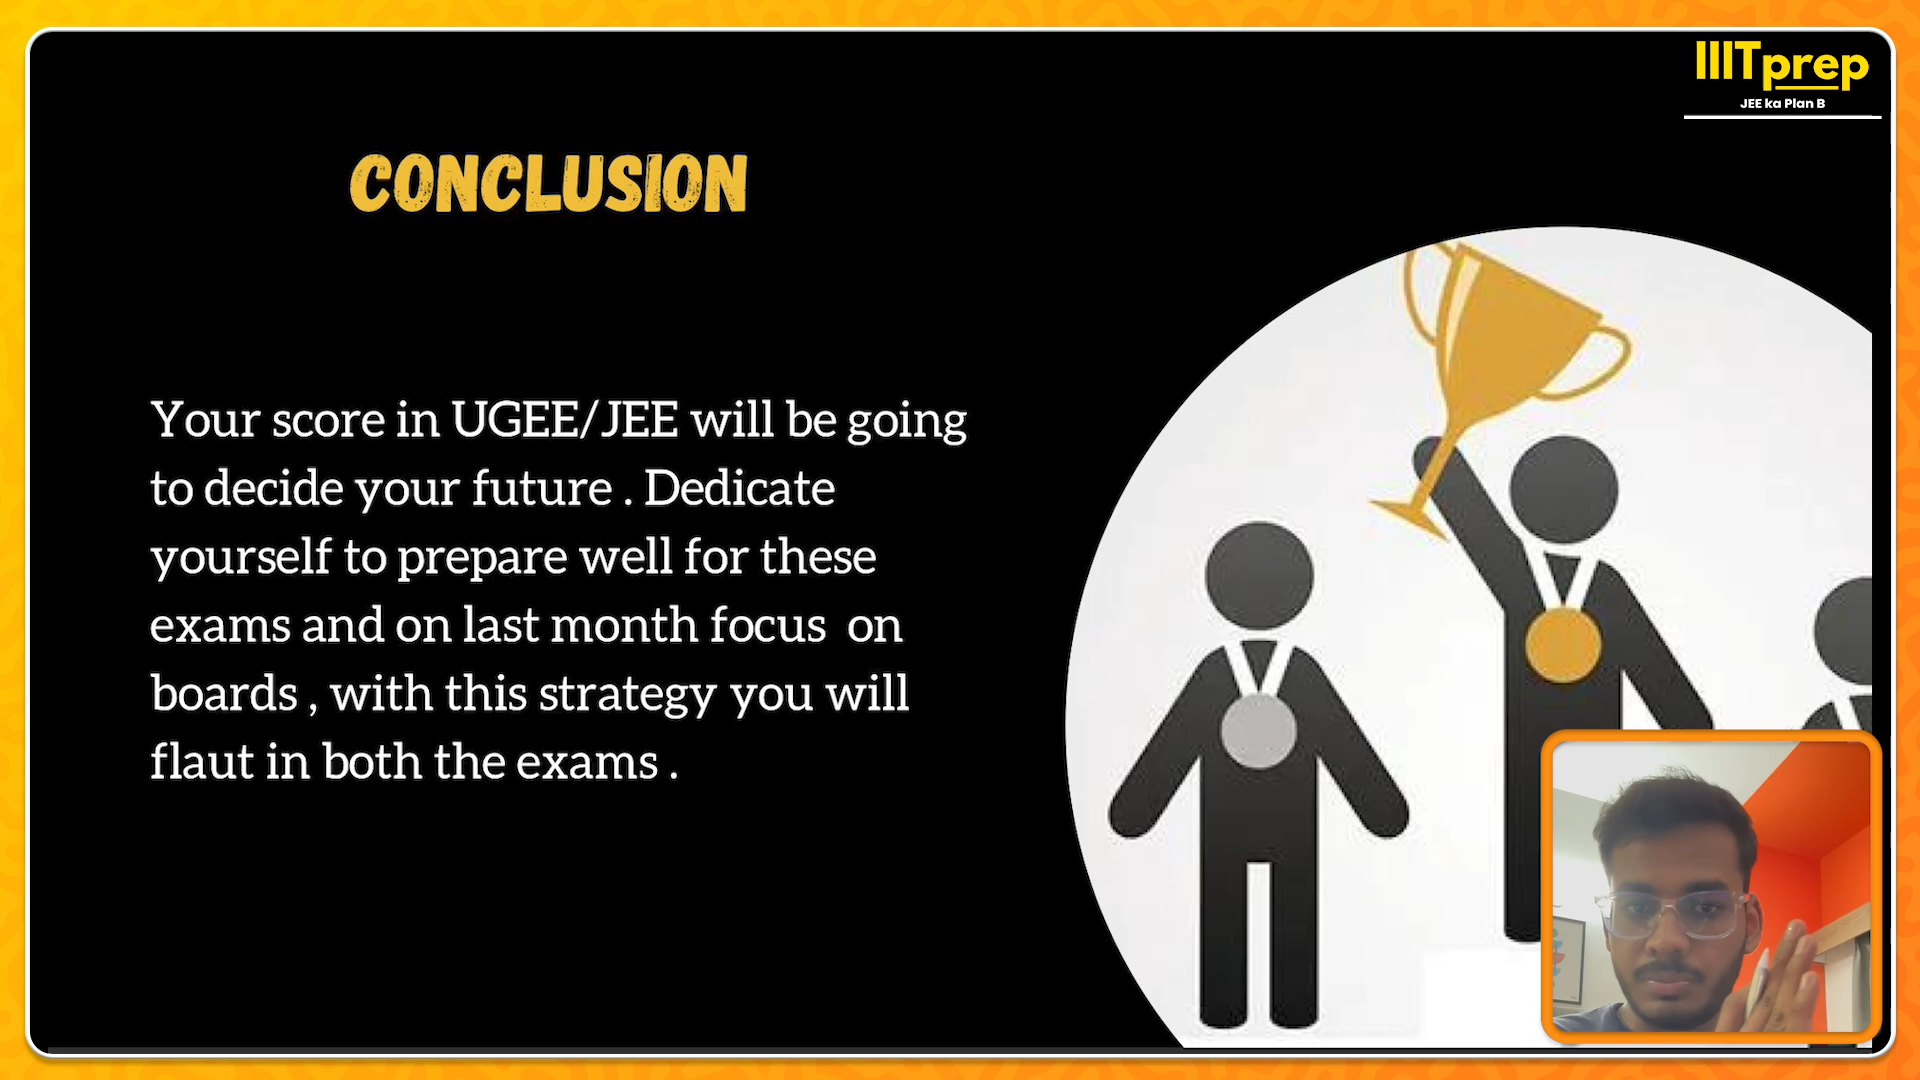 IIITprep
JEE ka Plan B
CONCLUSION
Your score in UGEE/JEE will be going
to decide your future . Dedicate
yourself to prepare well for these
exams and on last month focus  on
boards , with this strategy you will
flaut in both the exams .